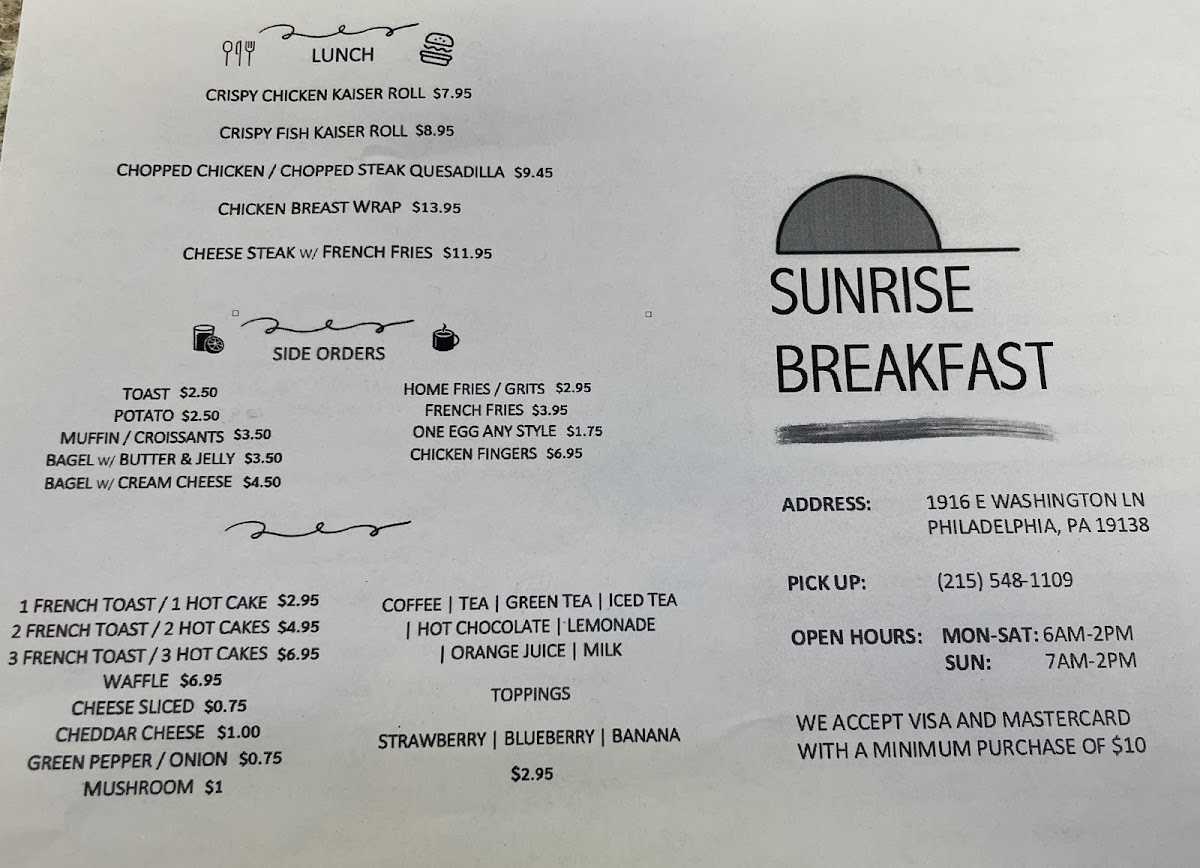 LUNCH
CRISPY CHICKEN KAISER ROLL $7.95
CRISPY FISH KAISER ROLL $8.95
CHOPPED CHICKEN / CHOPPED STEAK QUESADILLA $9.45
CHICKEN BREAST WRAP $13.95
CHEESE STEAK W/ FRENCH FRIES $11.95
SIDE ORDERS
TOAST $2.50
POTATO $2.50
MUFFIN / CROISSANTS $3.50
BAGEL W/ BUTTER & JELLY $3.50
BAGEL W/ CREAM CHEESE $4.50
HOME FRIES / GRITS $2.95
FRENCH FRIES $3.95
ONE EGG ANY STYLE $1.75
CHICKEN FINGERS $6.95
1 FRENCH TOAST / 1 HOT CAKE $2.95
2 FRENCH TOAST / 2 HOT CAKES $4.95
3 FRENCH TOAST / 3 HOT CAKES $6.95
WAFFLE $6.95
CHEESE SLICED $0.75
CHEDDAR CHEESE $1.00
GREEN PEPPER / ONION $0.75
MUSHROOM $1
COFFEE | TEA | GREEN TEA | ICED TEA
| HOT CHOCOLATE | LEMONADE
| ORANGE JUICE | MILK
TOPPINGS
STRAWBERRY | BLUEBERRY | BANANA
$2.95
SUNRISE
BREAKFAST
ADDRESS: 1916 E WASHINGTON LN
PHILADELPHIA, PA 19138
PICK UP: (215) 548-1109
OPEN HOURS: MON-SAT: 6AM-2PM
SUN: 7AM-2PM
WE ACCEPT VISA AND MASTERCARD
WITH A MINIMUM PURCHASE OF $10